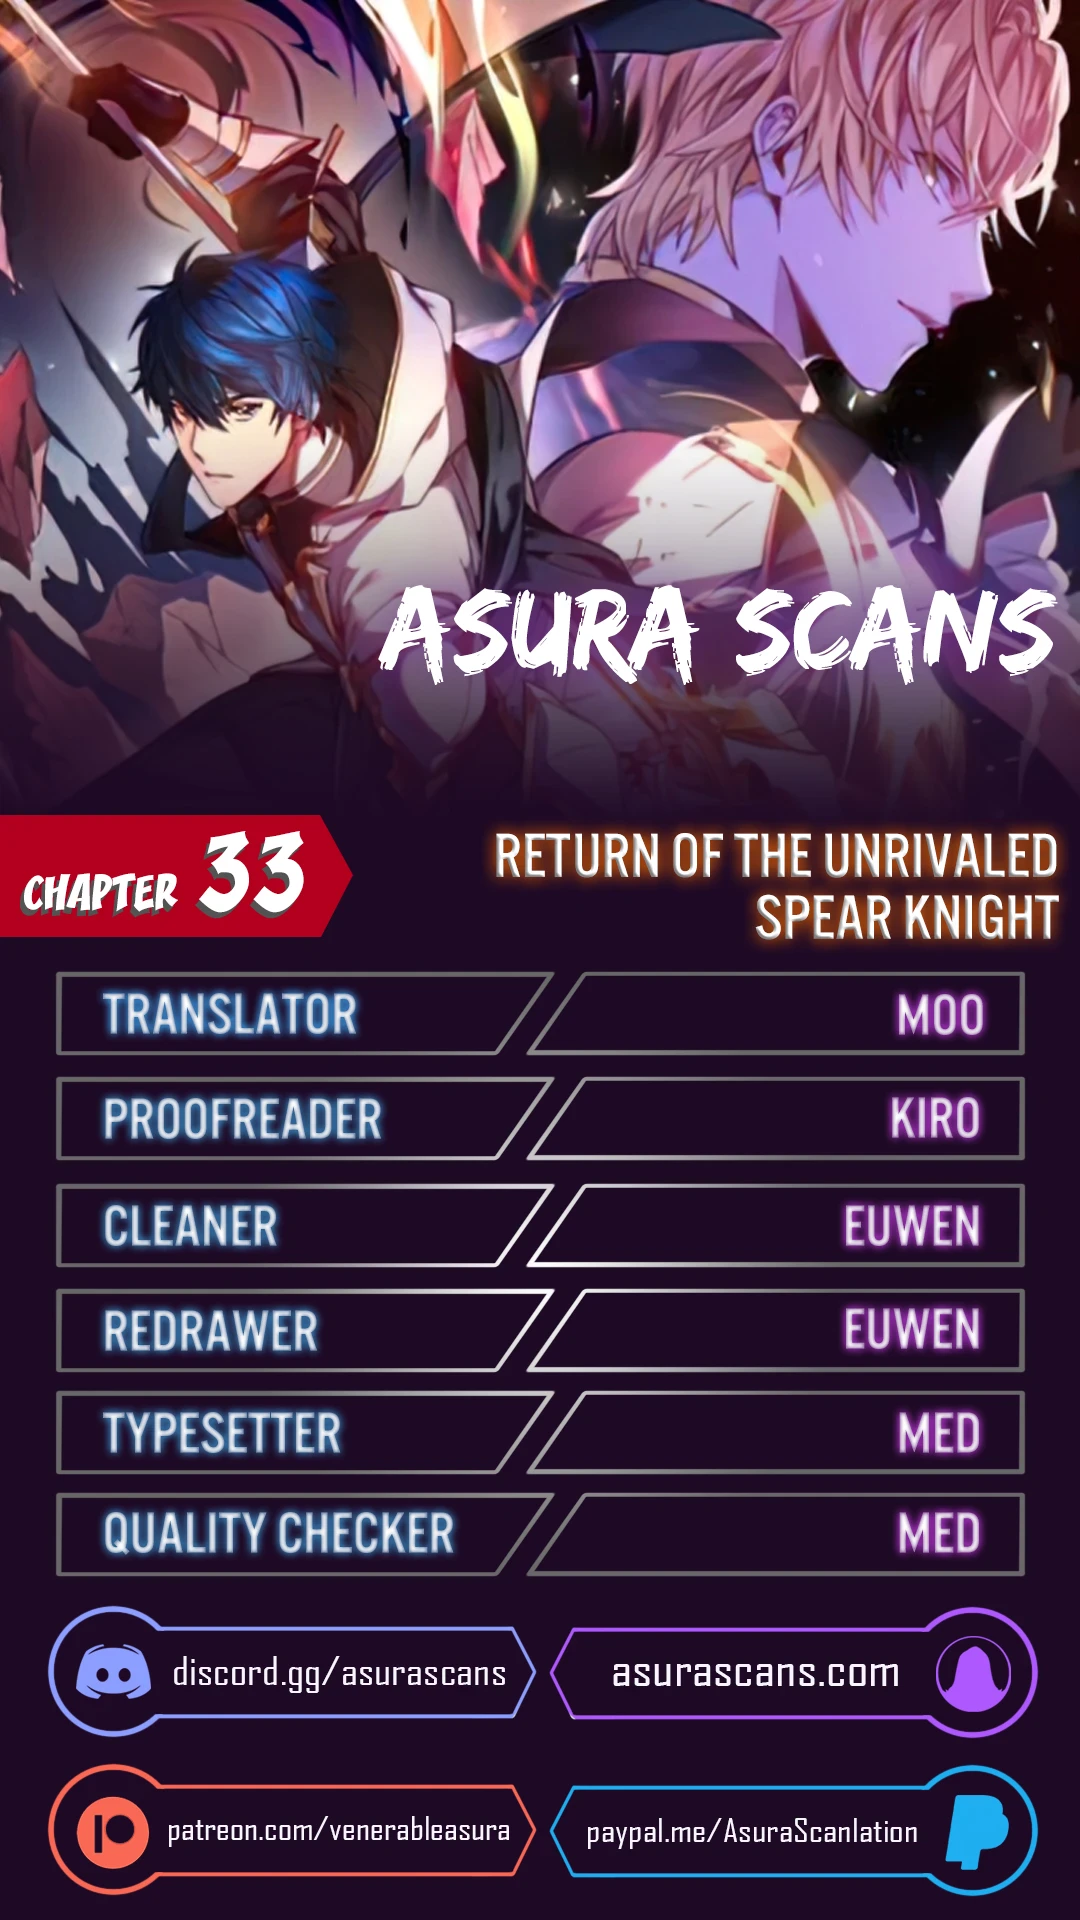 ASURA SCANS
CHAPTER 33
RETURN OF THE UNRIVALED
SPEAR KNIGHT
TRANSLATOR MOO
PROOFREADER KIRO
CLEANER EUWEN
REDRAWER EUWEN
TYPESETTER MED
QUALITY CHECKER MED
discord.gg/asurascans
asurascans.com
patreon.com/venerableasura
paypal.me/AsuraScanlation